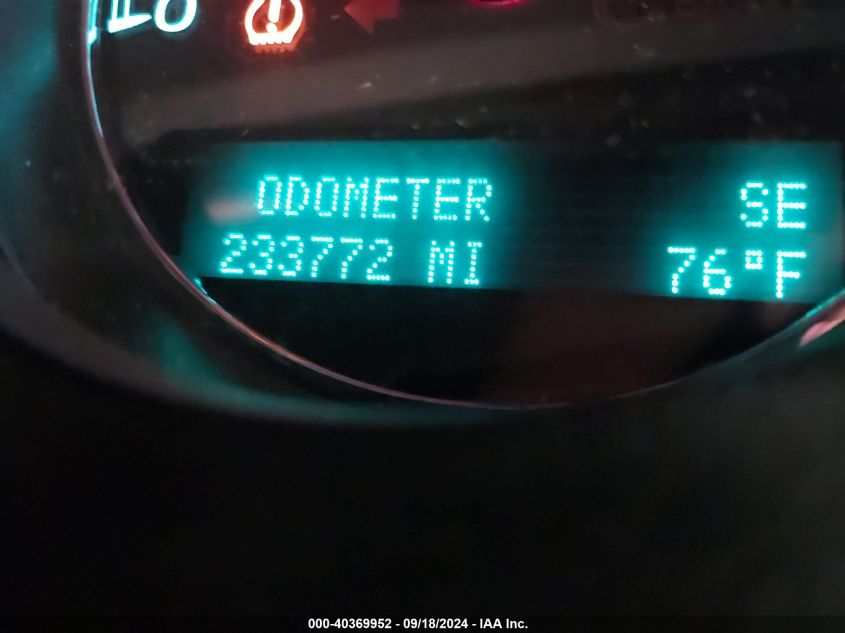 ODOMETER SE
233772 MI 76°F
000-40369952 - 09/18/2024 - IAA Inc.